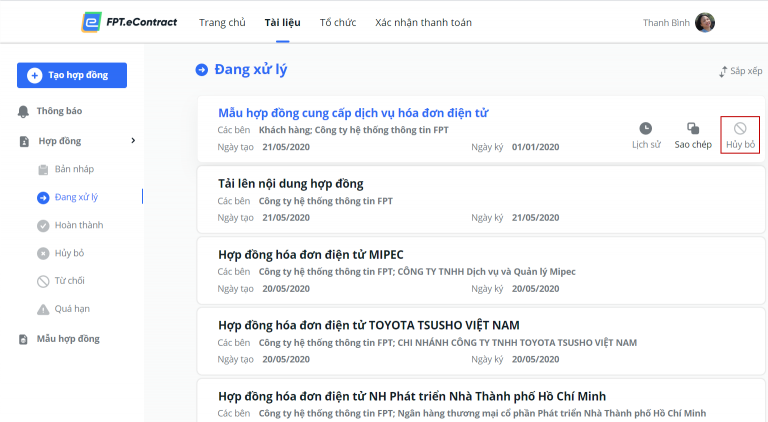 FPT.eContract
Trang chủ Tài liệu Tổ chức Xác nhận thanh toán
Thanh Bình
Tạo hợp đồng
Thông báo
Hợp đồng
Bản nháp
Đang xử lý
Hoàn thành
Hủy bỏ
Từ chối
Quá hạn
Mẫu hợp đồng
Đang xử lý
Sắp xếp
Mẫu hợp đồng cung cấp dịch vụ hóa đơn điện tử
Các bên Khách hàng; Công ty hệ thống thông tin FPT
Ngày tạo 21/05/2020 Ngày ký 01/01/2020
Lịch sử Sao chép Hủy bỏ
Tải lên nội dung hợp đồng
Các bên Công ty hệ thống thông tin FPT
Ngày tạo 21/05/2020 Ngày ký 21/05/2020
Hợp đồng hóa đơn điện tử MIPEC
Các bên Công ty hệ thống thông tin FPT; CÔNG TY TNHH Dịch vụ và Quản lý Mipec
Ngày tạo 20/05/2020 Ngày ký 20/05/2020
Hợp đồng hóa đơn điện tử TOYOTA TSUSHO VIỆT NAM
Các bên Công ty hệ thống thông tin FPT; CHI NHÁNH CÔNG TY TNHH TOYOTA TSUSHO VIỆT NAM
Ngày tạo 20/05/2020 Ngày ký 20/05/2020
Hợp đồng hóa đơn điện tử NH Phát triển Nhà Thành phố Hồ Chí Minh
Các bên Công ty hệ thống thông tin FPT; Ngân hàng thương mại cổ phần Phát triển Nhà Thành phố Hồ Chí Minh